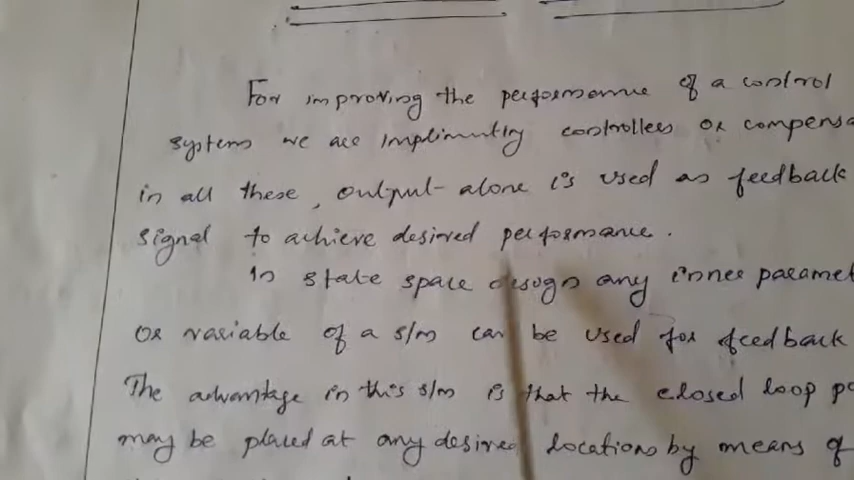 For improving the performance of a control
system we are implimenting controllers or compensa
in all these, output alone is used as feedback
signal to achieve desired performance.
In state space design any inner paramet
or variable of a s/m can be used for feedback
The advantage in this s/m is that the closed loop po
may be placed at any desired locations by means of